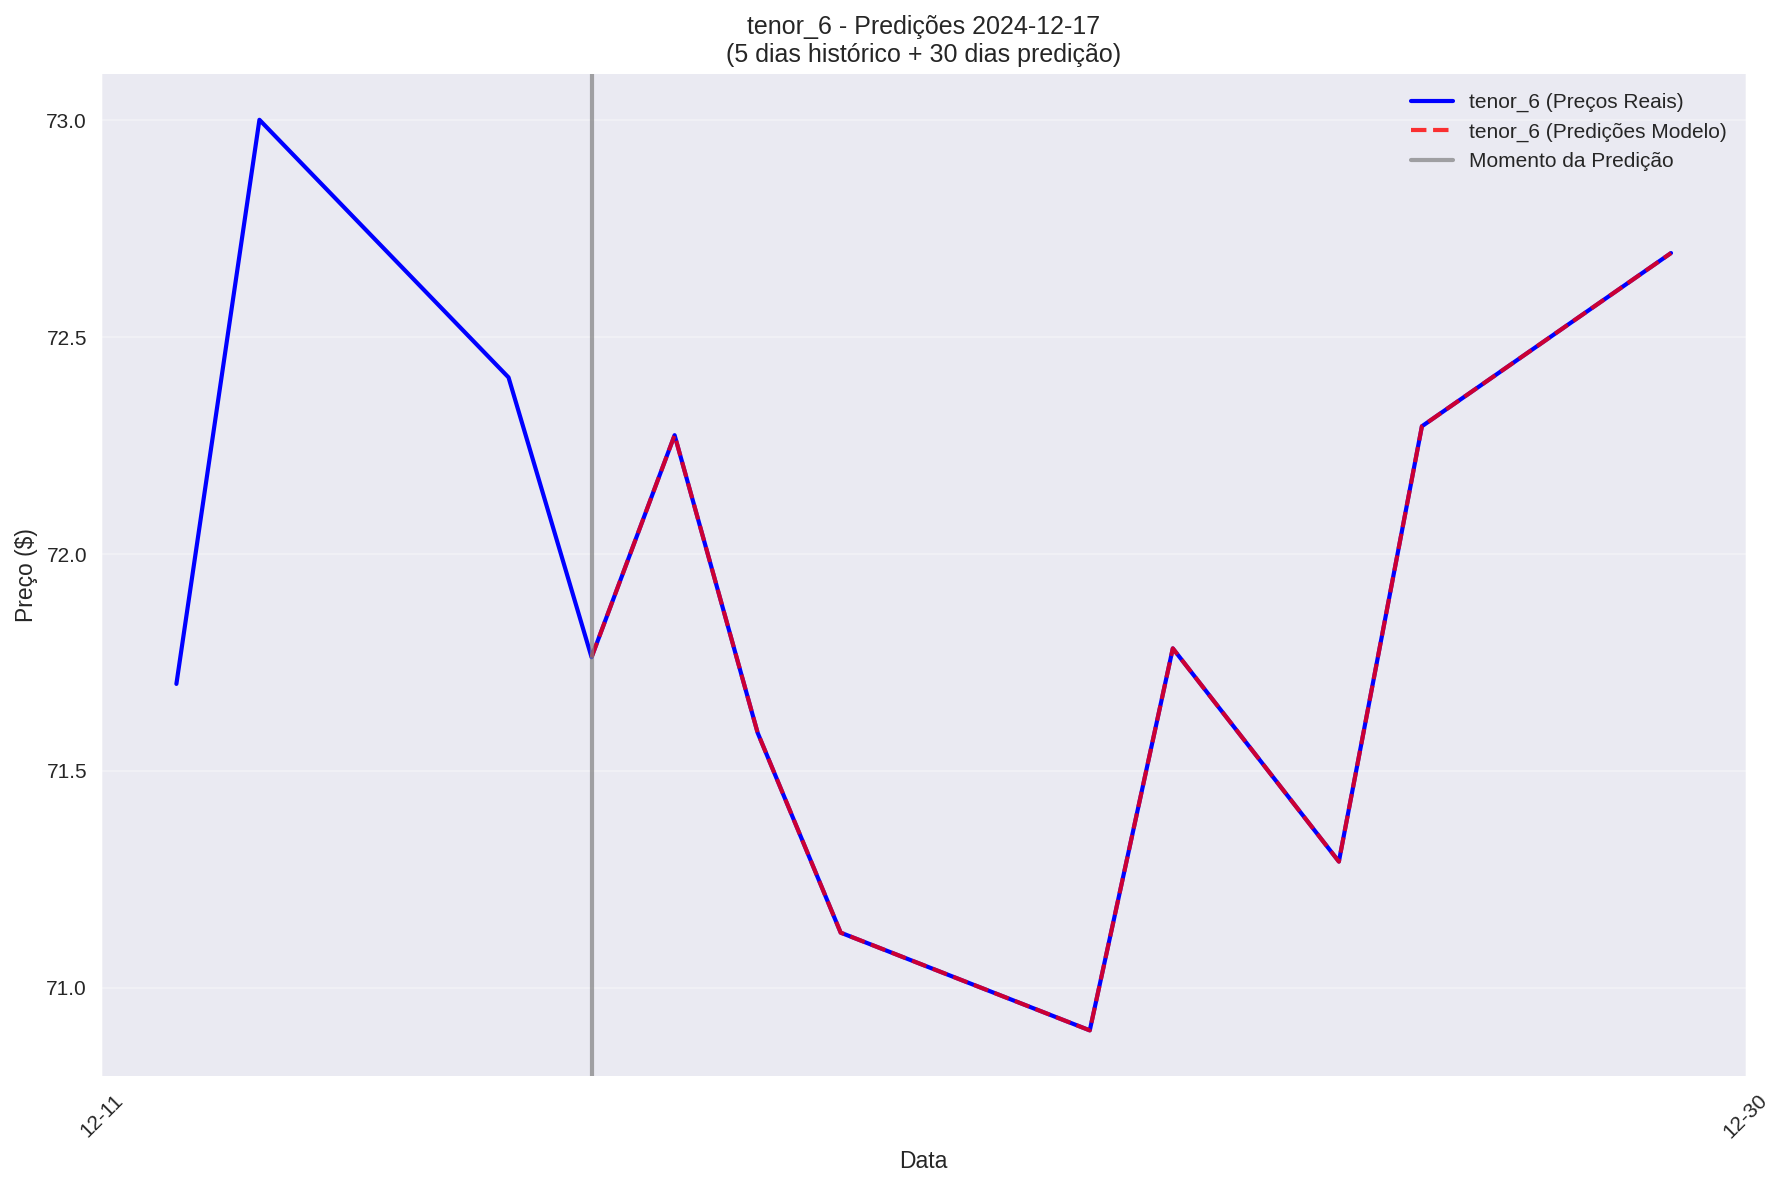 tenor_6 - Predições 2024-12-17
(5 dias histórico + 30 dias predição)
tenor_6 (Preços Reais)
tenor_6 (Predições Modelo)
Momento da Predição
Preço ($)
73.0
72.5
72.0
71.5
71.0
12-11
12-30
Data